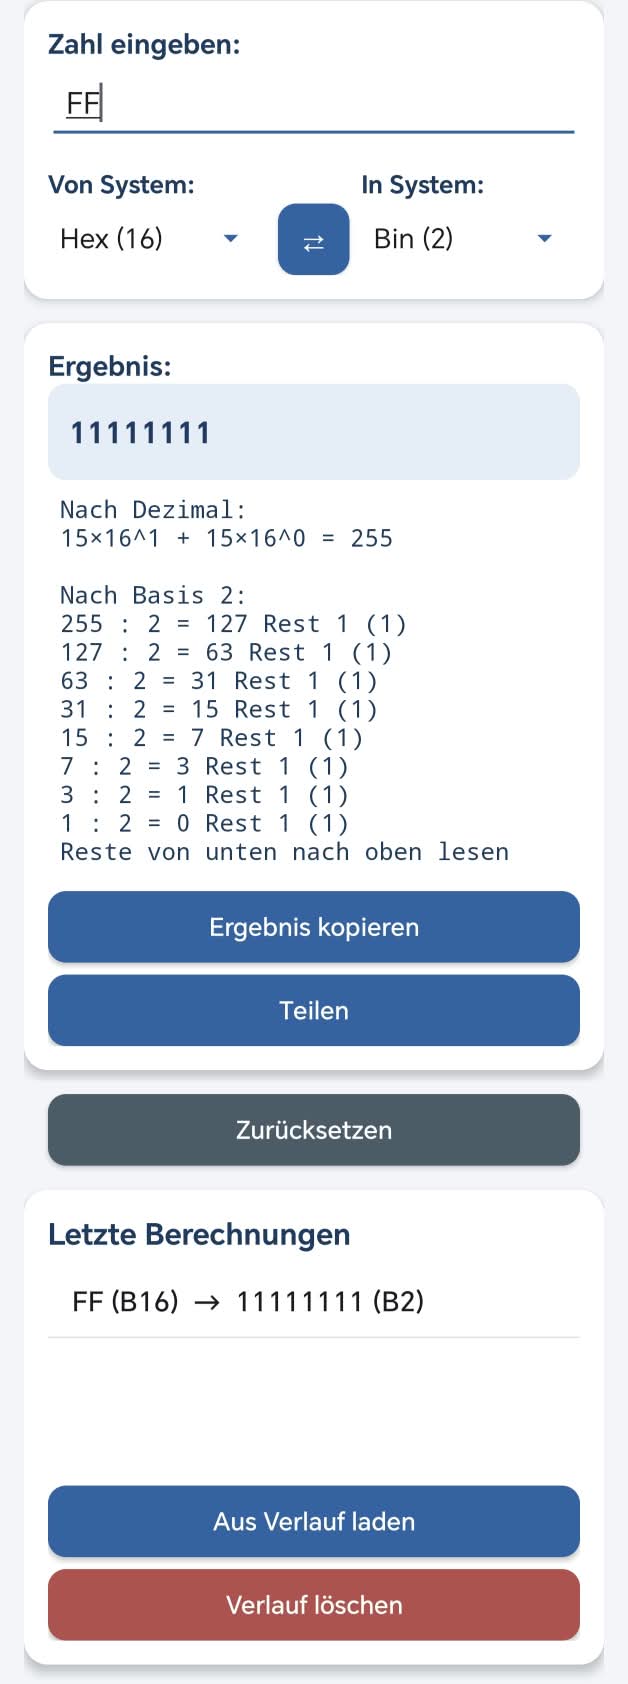 Zahl eingeben:
FF
Von System:
In System:
Hex (16)
⇄
Bin (2)
Ergebnis:
11111111
Nach Dezimal:
15×16^1 + 15×16^0 = 255
Nach Basis 2:
255 : 2 = 127 Rest 1 (1)
127 : 2 = 63 Rest 1 (1)
63 : 2 = 31 Rest 1 (1)
31 : 2 = 15 Rest 1 (1)
15 : 2 = 7 Rest 1 (1)
7 : 2 = 3 Rest 1 (1)
3 : 2 = 1 Rest 1 (1)
1 : 2 = 0 Rest 1 (1)
Reste von unten nach oben lesen
Ergebnis kopieren
Teilen
Zurücksetzen
Letzte Berechnungen
FF (B16) → 11111111 (B2)
Aus Verlauf laden
Verlauf löschen